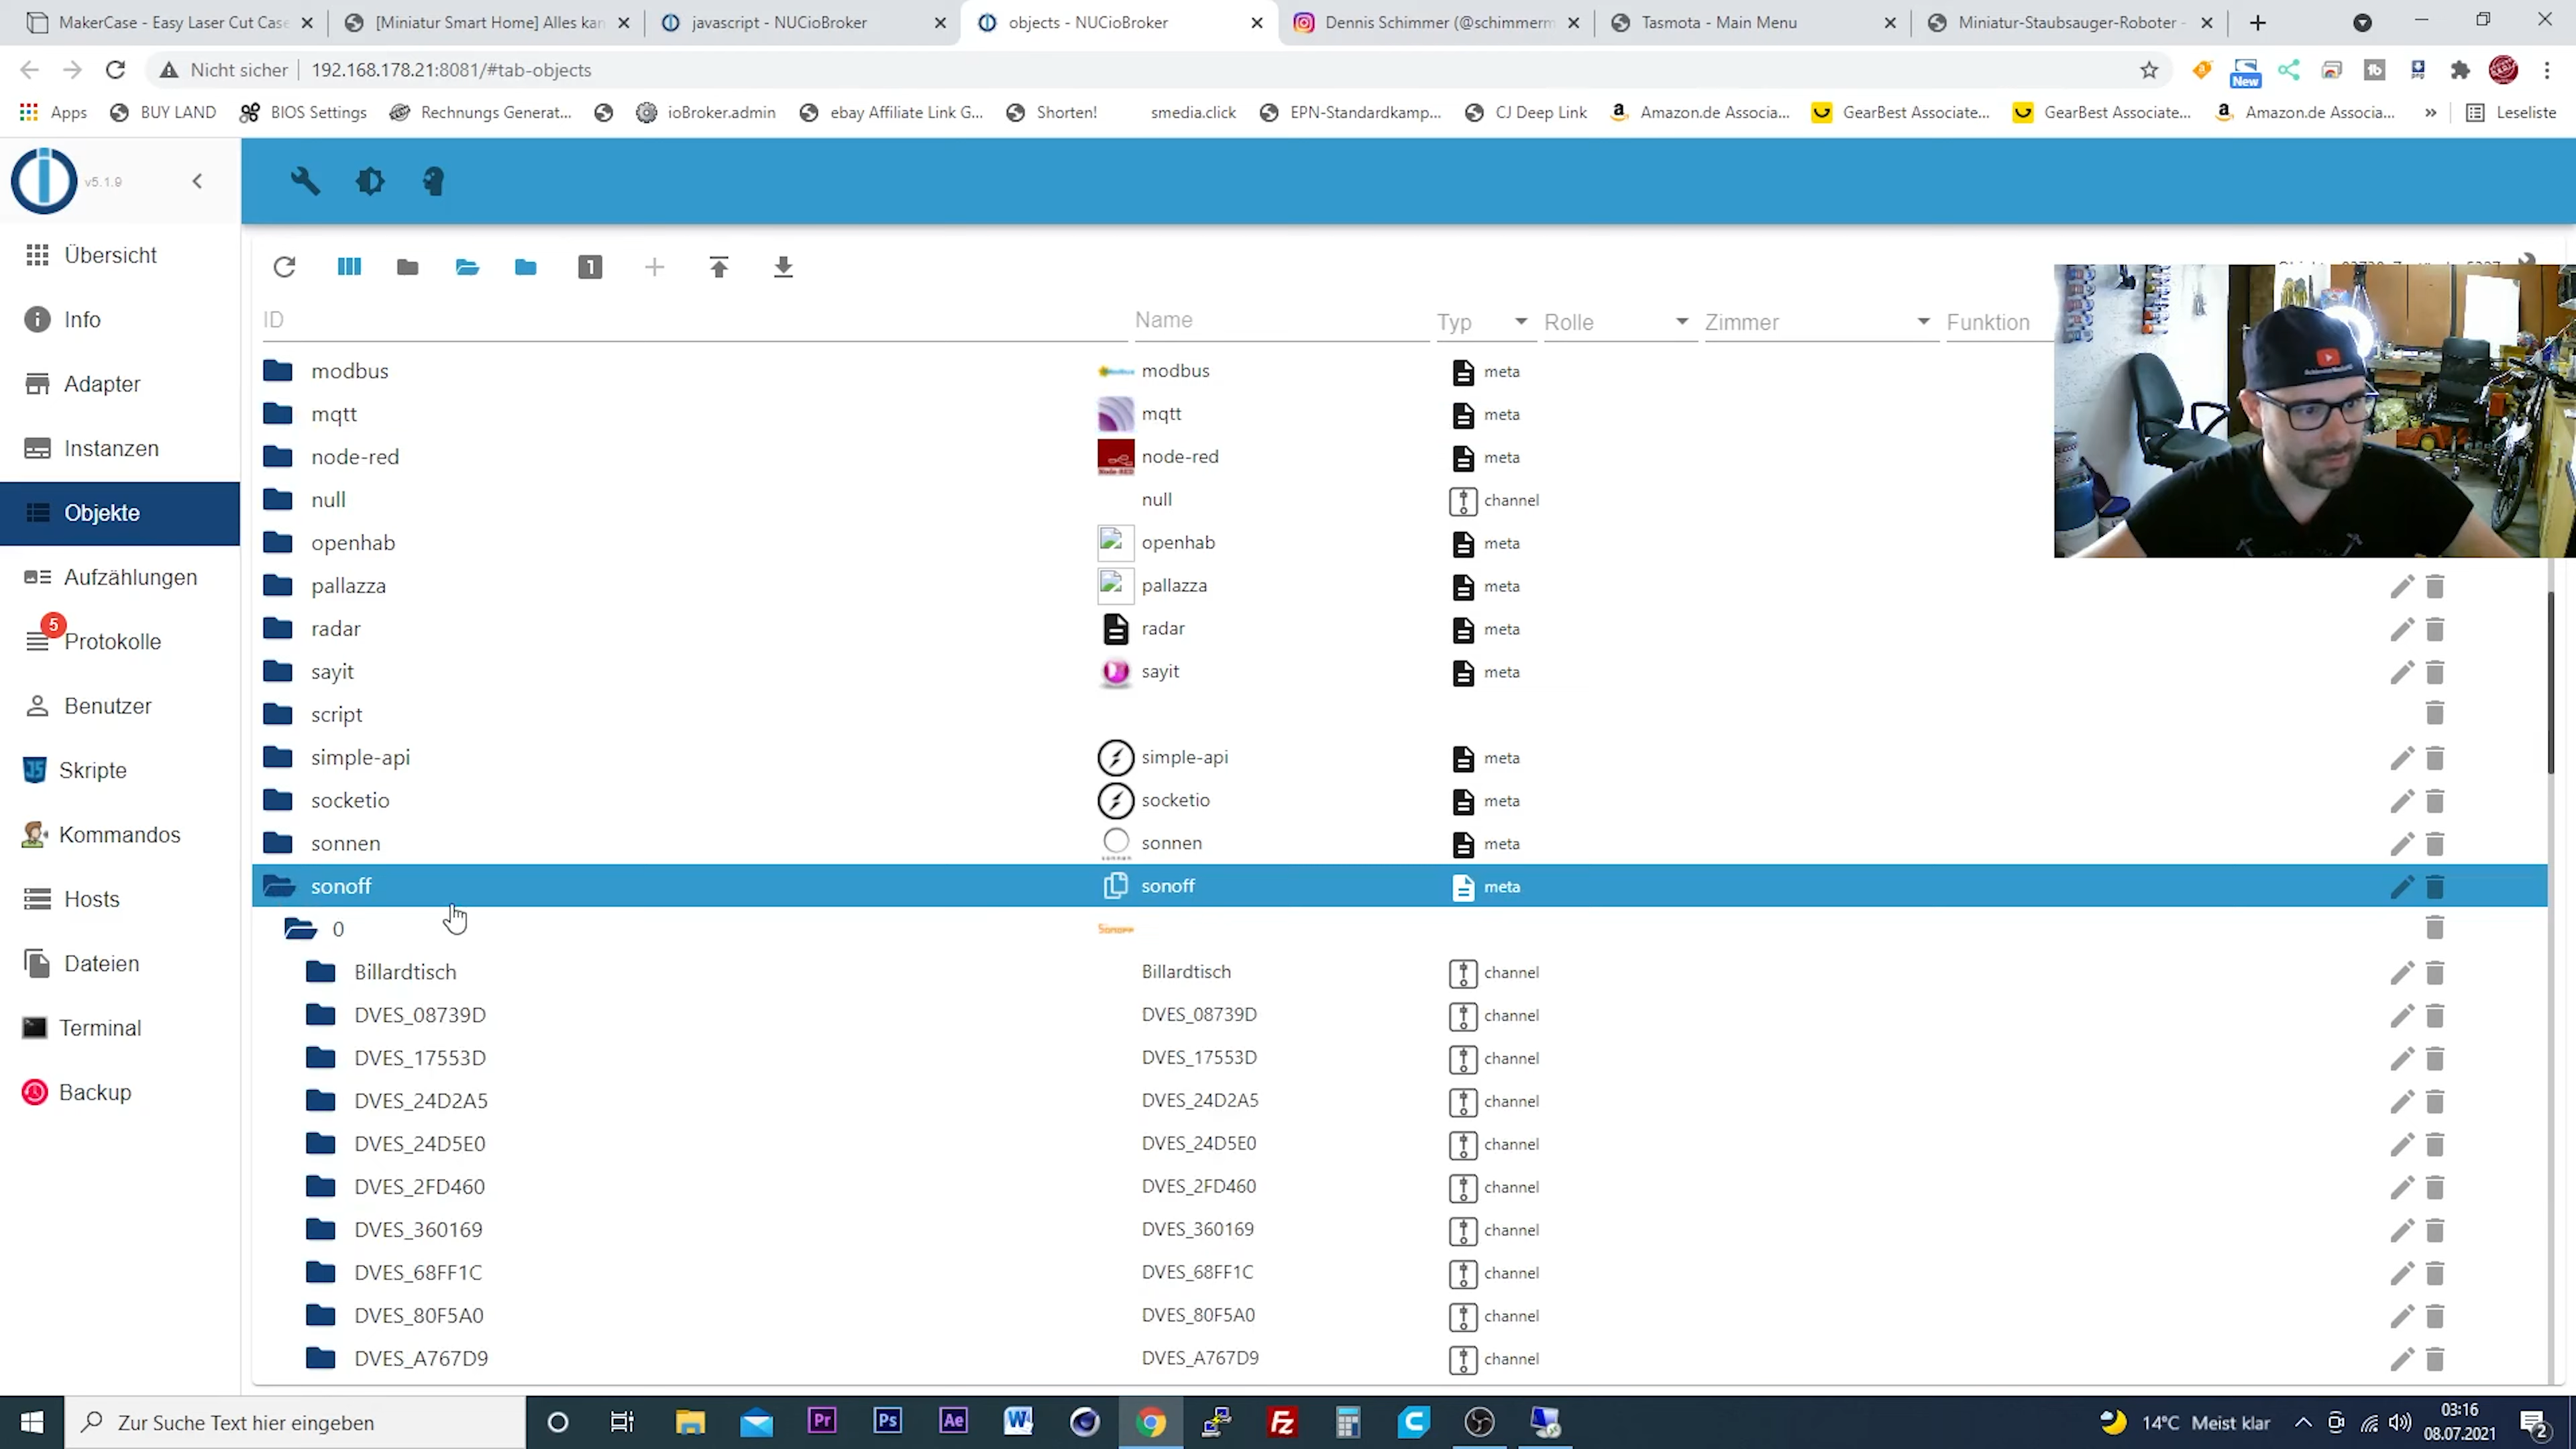 MakerCase - Easy Laser Cut Case
[Miniatur Smart Home] Alles kan
javascript - NUCioBroker
objects - NUCioBroker
Dennis Schimmer (@schimmerm
Tasmota - Main Menu
Miniatur-Staubsauger-Roboter -
Nicht sicher
192.168.178.21:8081/#tab-objects
New
Apps
BUY LAND
BIOS Settings
Rechnungs Generat...
ioBroker.admin
ebay Affiliate Link G...
Shorten!
smedia.click
EPN-Standardkamp...
CJ Deep Link
Amazon.de Associa...
GearBest Associate...
GearBest Associate...
Amazon.de Associa...
Leseliste
v5.1.9
Übersicht
Info
Adapter
Instanzen
Objekte
Aufzählungen
5
Protokolle
Benutzer
Skripte
Kommandos
Hosts
Dateien
Terminal
Backup
1
ID Name Typ Rolle Zimmer Funktion
modbus modbus meta
mqtt mqtt meta
node-red node-red meta
null null channel
openhab openhab meta
pallazza pallazza meta
radar radar meta
sayit sayit meta
script
simple-api simple-api meta
socketio socketio meta
sonnen sonnen meta
sonoff sonoff meta
0
Billardtisch Billardtisch channel
DVES_08739D DVES_08739D channel
DVES_17553D DVES_17553D channel
DVES_24D2A5 DVES_24D2A5 channel
DVES_24D5E0 DVES_24D5E0 channel
DVES_2FD460 DVES_2FD460 channel
DVES_360169 DVES_360169 channel
DVES_68FF1C DVES_68FF1C channel
DVES_80F5A0 DVES_80F5A0 channel
DVES_A767D9 DVES_A767D9 channel
Zur Suche Text hier eingeben
Pr
Ps
Ae
W
Fz
14°C Meist klar
03:16
08.07.2021
2